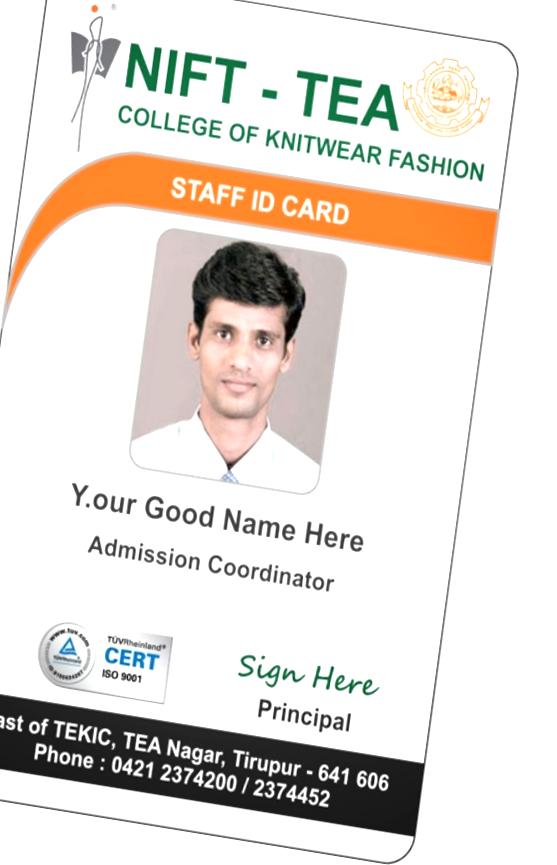 NIFT - TEA
COLLEGE OF KNITWEAR FASHION
STAFF ID CARD
Y.our Good Name Here
Admission Coordinator
www.tuv.com
TÜVRheinland®
CERT
ISO 9001
Sign Here
Principal
ast of TEKIC, TEA Nagar, Tirupur - 641 606
Phone : 0421 2374200 / 2374452